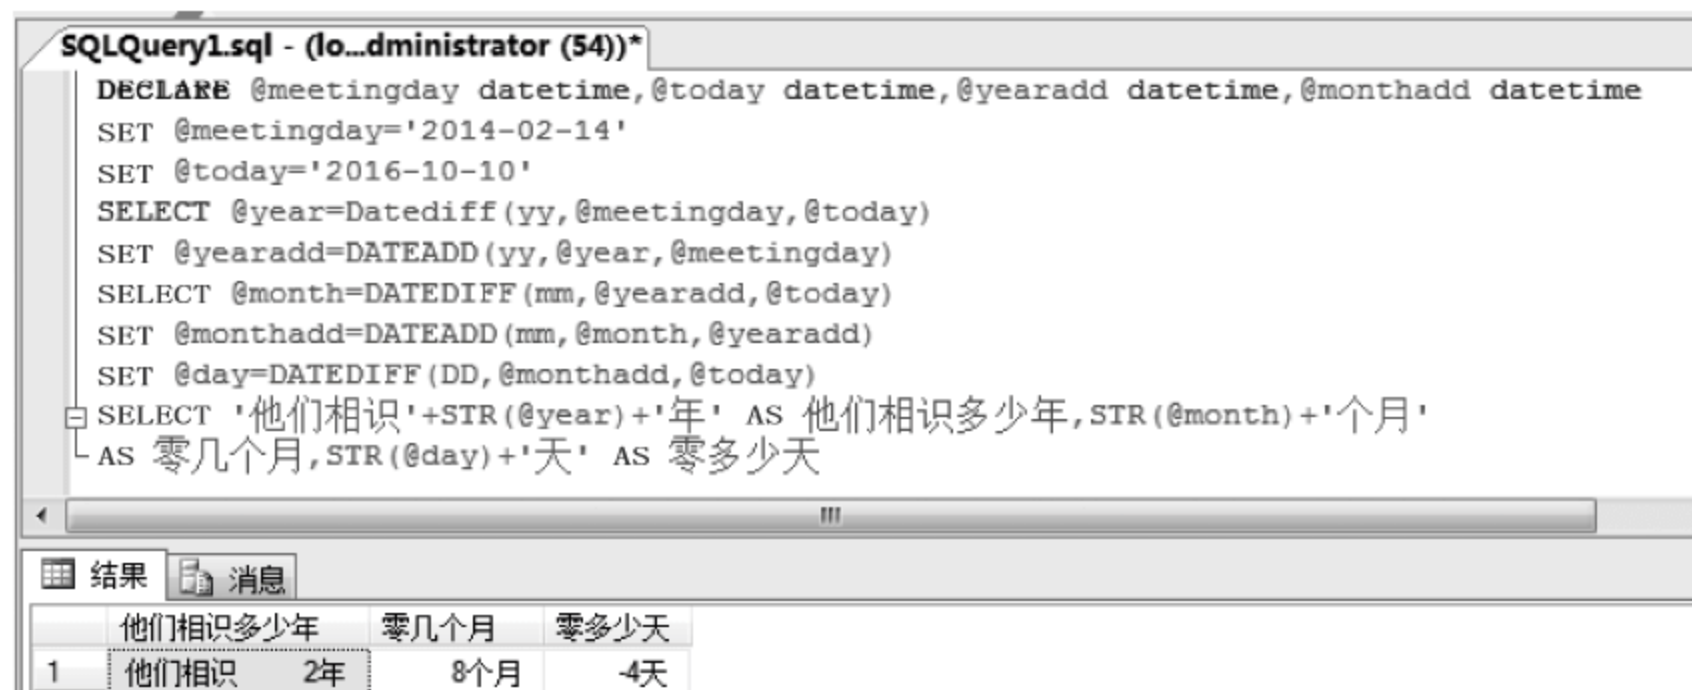 SQLQuery1.sql - (lo...dministrator (54))*
DECLARE @meetingday datetime,@today datetime,@yearadd datetime,@monthadd datetime
SET @meetingday='2014-02-14'
SET @today='2016-10-10'
SELECT @year=Datediff(yy,@meetingday,@today)
SET @yearadd=DATEADD(yy,@year,@meetingday)
SELECT @month=DATEDIFF(mm,@yearadd,@today)
SET @monthadd=DATEADD(mm,@month,@yearadd)
SET @day=DATEDIFF(DD,@monthadd,@today)
SELECT '他们相识'+STR(@year)+'年' AS 他们相识多少年,STR(@month)+'个月'
AS 零几个月,STR(@day)+'天' AS 零多少天
结果 消息
他们相识多少年 零几个月 零多少天
1 他们相识 2年 8个月 -4天